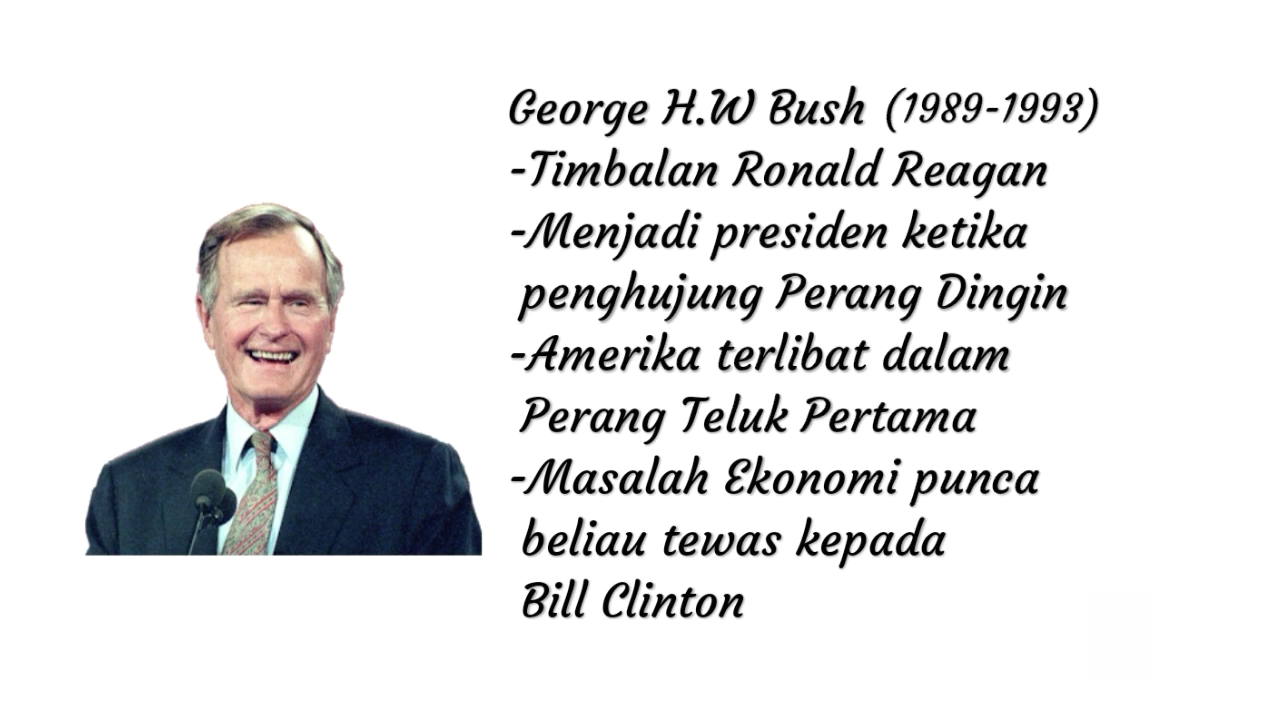 George H.W Bush (1989-1993)
-Timbalan Ronald Reagan
-Menjadi presiden ketika
penghujung Perang Dingin
-Amerika terlibat dalam
Perang Teluk Pertama
-Masalah Ekonomi punca
beliau tewas kepada
Bill Clinton